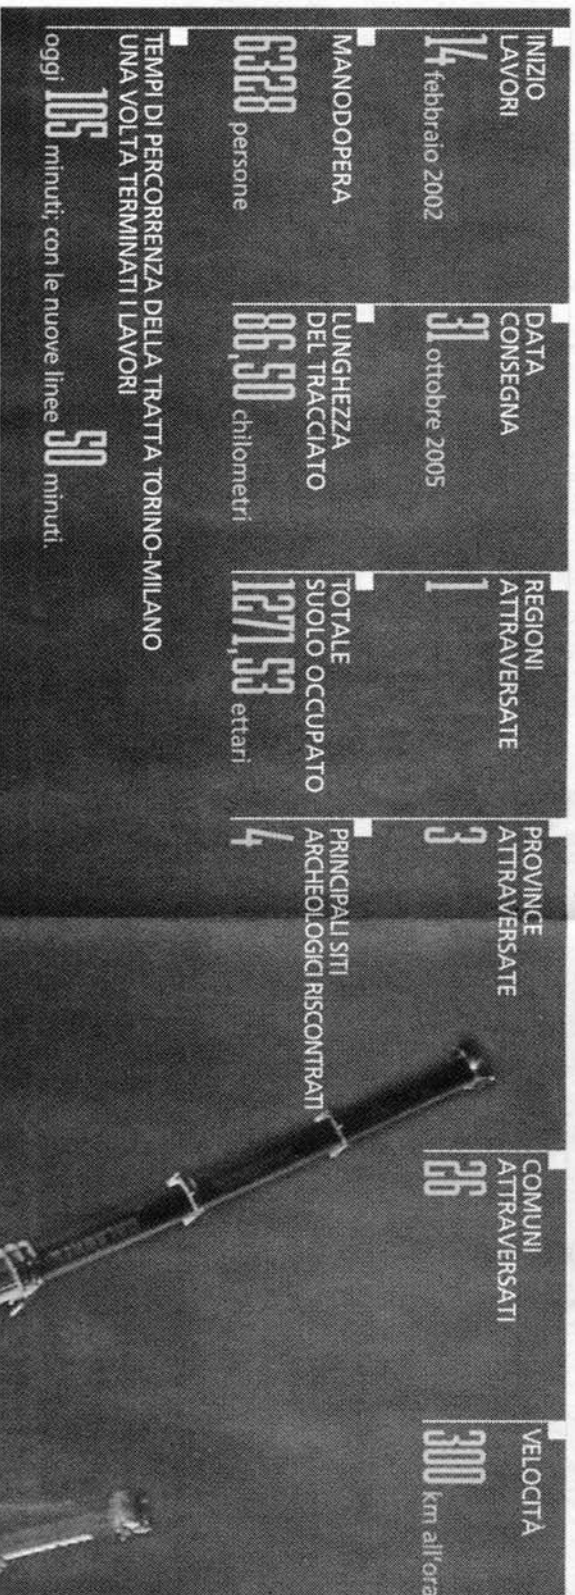 INIZIO
LAVORI
14 febbraio 2002
DATA
CONSEGNA
31 ottobre 2005
REGIONI
ATTRAVERSATE
1
PROVINCE
ATTRAVERSATE
3
COMUNI
ATTRAVERSATI
26
VELOCITÀ
300 km all'ora
MANODOPERA
6328 persone
LUNGHEZZA
DEL TRACCIATO
86,50 chilometri
TOTALE
SUOLO OCCUPATO
1271,53 ettari
PRINCIPALI SITI
ARCHEOLOGICI RISCONTRATI
4
TEMPI DI PERCORRENZA DELLA TRATTA TORINO-MILANO
UNA VOLTA TERMINATI I LAVORI
oggi 105 minuti; con le nuove linee 50 minuti.